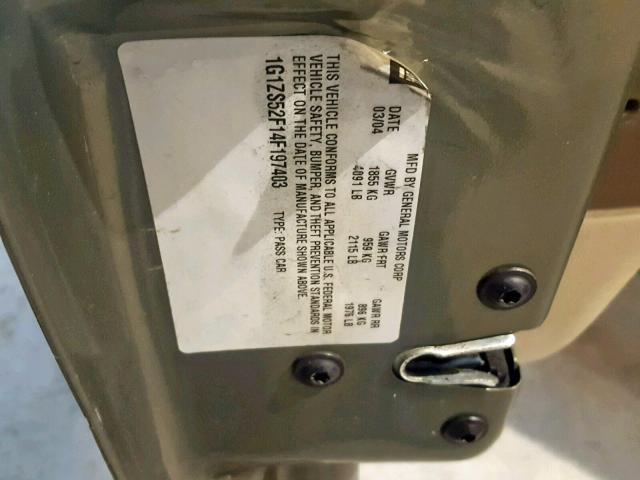 MFD BY GENERAL MOTORS CORP
DATE GVWR GAWR FRT GAWR RR
03/04 1855 KG 959 KG 896 KG
4091 LB 2115 LB 1976 LB
THIS VEHICLE CONFORMS TO ALL APPLICABLE U.S. FEDERAL MOTOR
VEHICLE SAFETY, BUMPER, AND THEFT PREVENTION STANDARDS IN
EFFECT ON THE DATE OF MANUFACTURE SHOWN ABOVE.
1G1ZS52F14F197403 TYPE: PASS CAR